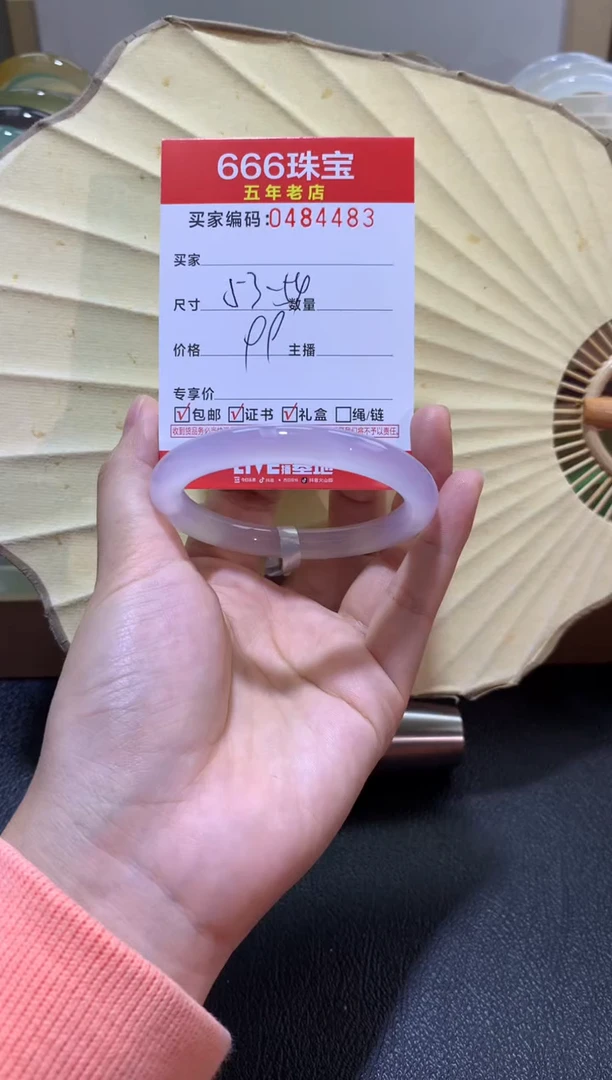 666珠宝
五年老店
买家编码:0484483
买家
尺寸 53-54 数量
价格 99 主播
专享价
包邮 证书 礼盒 绳/链